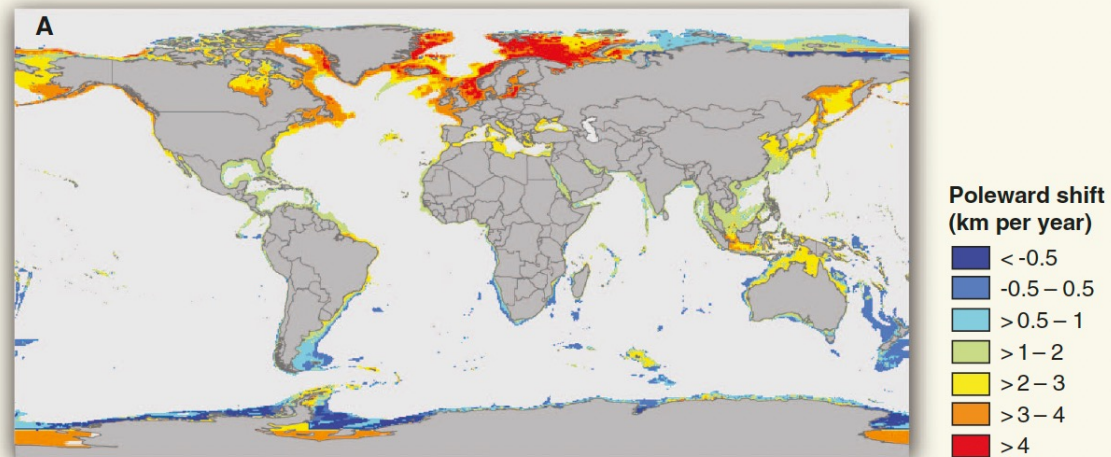 A
Poleward shift
(km per year)
< -0.5
-0.5 – 0.5
> 0.5 – 1
> 1 – 2
> 2 – 3
> 3 – 4
> 4